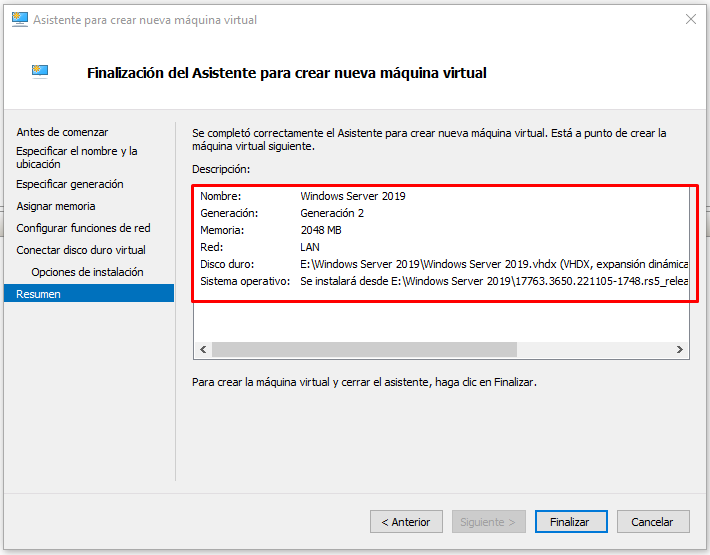 Asistente para crear nueva máquina virtual
Finalización del Asistente para crear nueva máquina virtual
Antes de comenzar
Especificar el nombre y la
ubicación
Especificar generación
Asignar memoria
Configurar funciones de red
Conectar disco duro virtual
Opciones de instalación
Resumen
Se completó correctamente el Asistente para crear nueva máquina virtual. Está a punto de crear la
máquina virtual siguiente.
Descripción:
Nombre: Windows Server 2019
Generación: Generación 2
Memoria: 2048 MB
Red: LAN
Disco duro: E:\Windows Server 2019\Windows Server 2019.vhdx (VHDX, expansión dinámica
Sistema operativo: Se instalará desde E:\Windows Server 2019\17763.3650.221105-1748.rs5_relea
Para crear la máquina virtual y cerrar el asistente, haga clic en Finalizar.
< Anterior Siguiente > Finalizar Cancelar